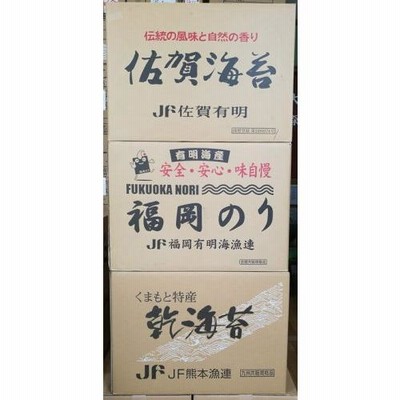 伝統の風味と自然の香り
佐賀海苔
JF佐賀有明
有明海産
安全・安心・味自慢
FUKUOKA NORI
福岡のり
JF福岡有明海漁連
くまもと特産
乾海苔
JF JF熊本漁連